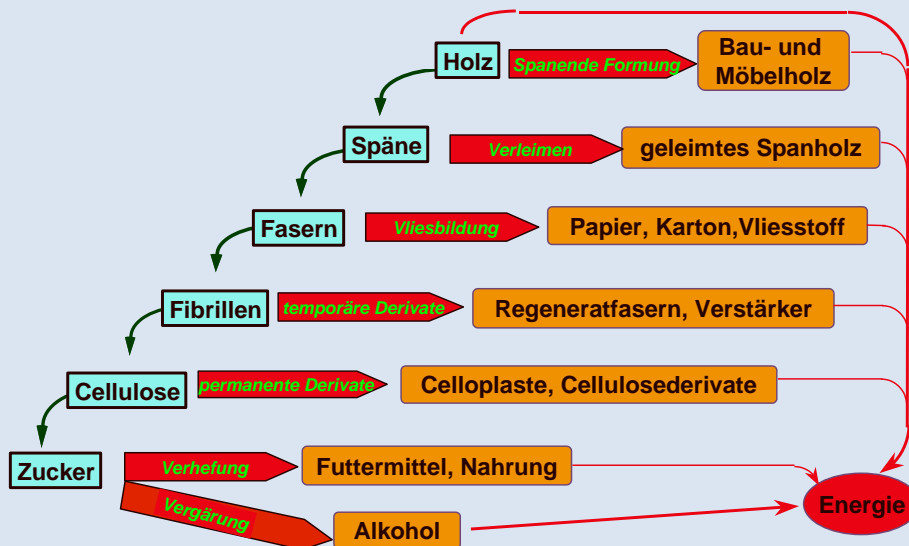 Holz
Spanende Formung
Bau- und
Möbelholz
Späne
Verleimen
geleimtes Spanholz
Fasern
Vliesbildung
Papier, Karton,Vliesstoff
Fibrillen
temporäre Derivate
Regeneratfasern, Verstärker
Cellulose
permanente Derivate
Celloplaste, Cellulosederivate
Zucker
Verhefung
Futtermittel, Nahrung
Vergärung
Alkohol
Energie